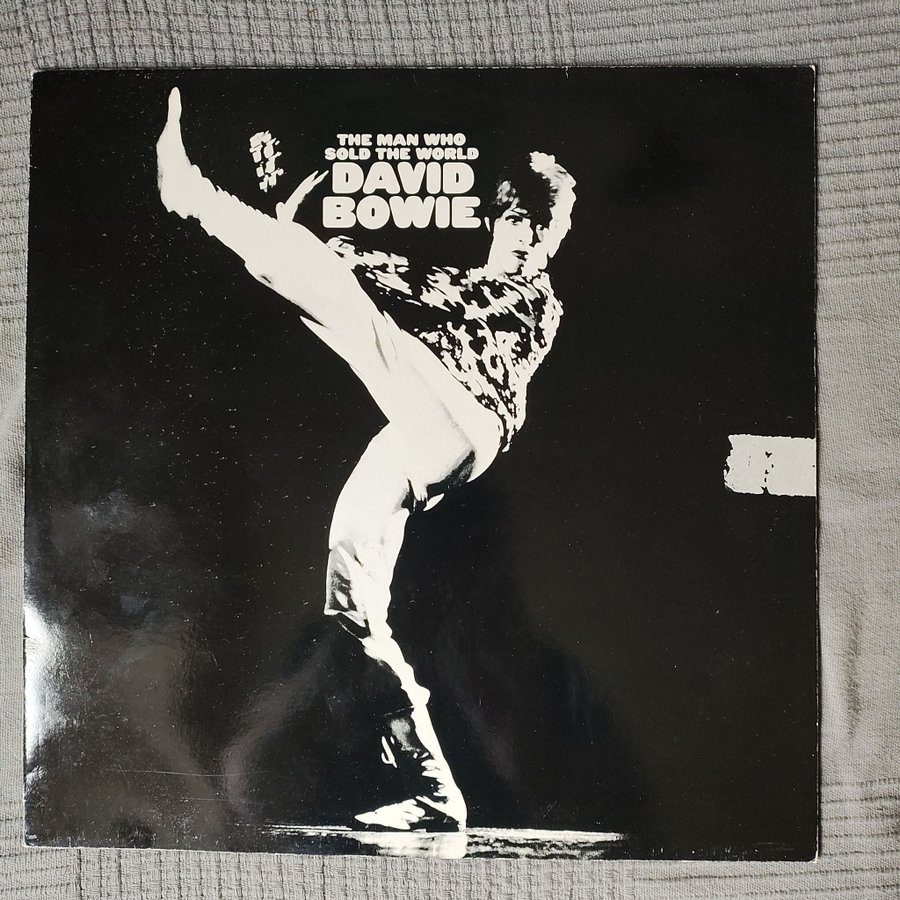 THE MAN WHO
SOLD THE WORLD
DAVID
BOWIE